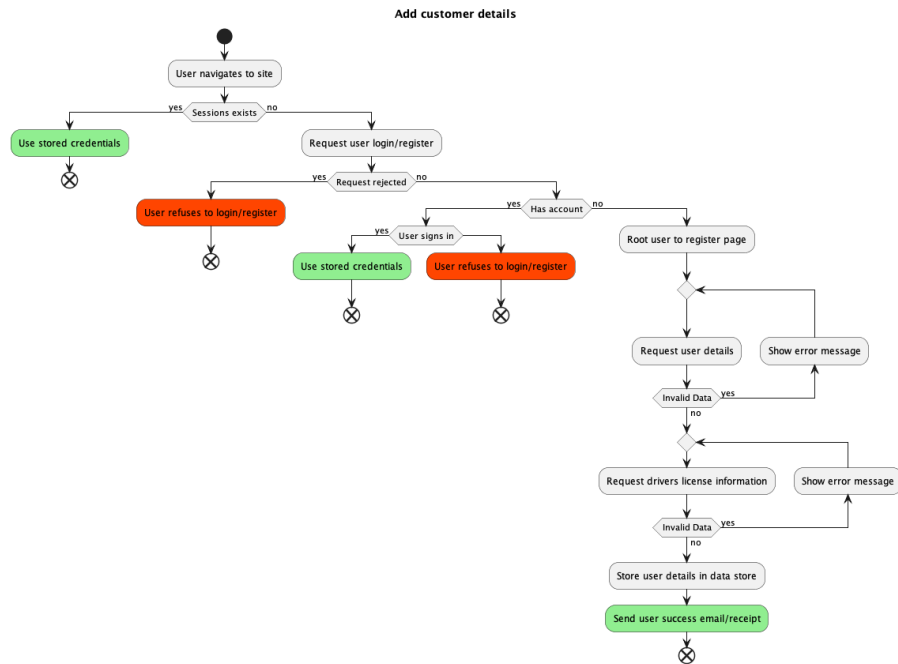 Add customer details
User navigates to site
yes
Sessions exists
no
Use stored credentials
Request user login/register
yes
Request rejected
no
User refuses to login/register
yes
Has account
no
yes
User signs in
Root user to register page
Use stored credentials
User refuses to login/register
Request user details
Show error message
Invalid Data
yes
no
Request drivers license information
Show error message
Invalid Data
yes
no
Store user details in data store
Send user success email/receipt